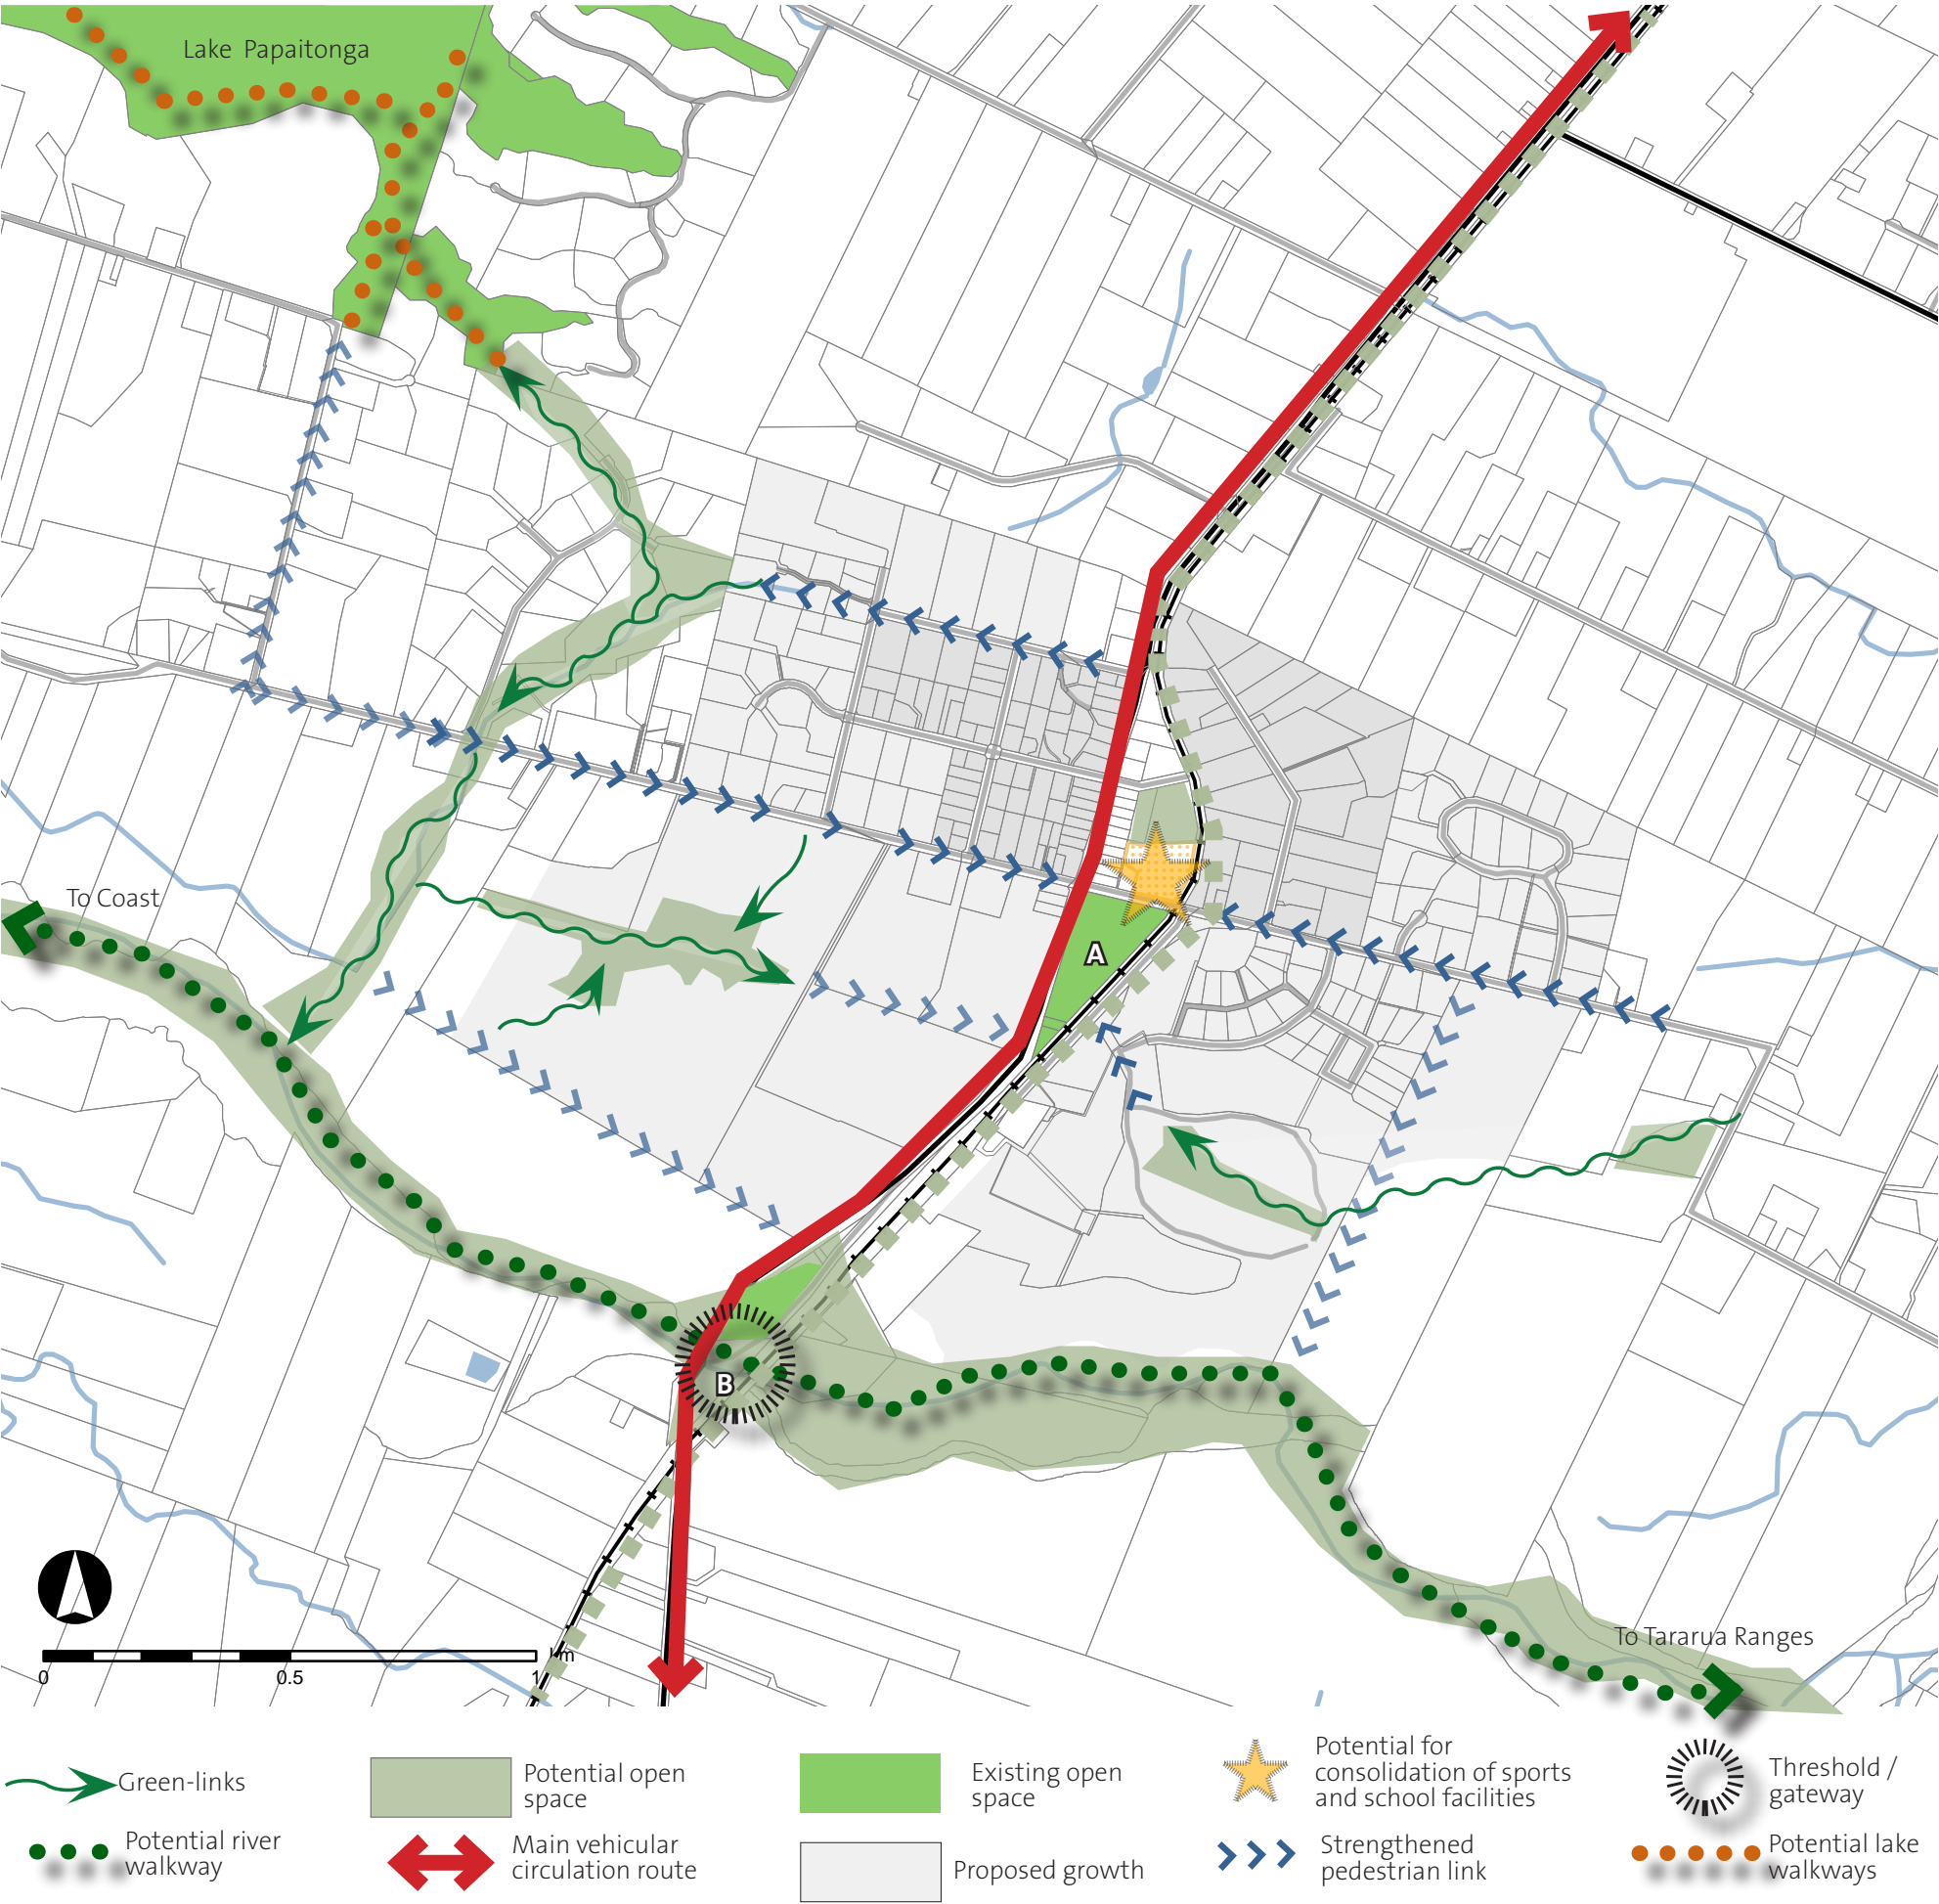 Lake Papaitonga
To Coast
A
B
To Tararua Ranges
0
0.5
1 km
Green-links
Potential open
space
Existing open
space
Potential for
consolidation of sports
and school facilities
Threshold /
gateway
Potential river
walkway
Main vehicular
circulation route
Proposed growth
Strengthened
pedestrian link
Potential lake
walkways